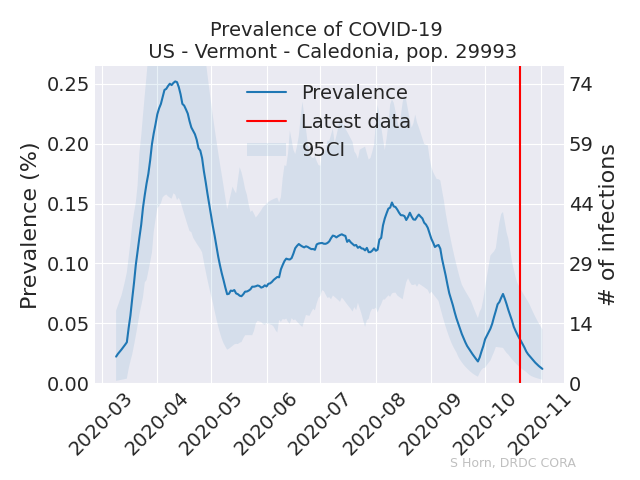 Prevalence of COVID-19
US - Vermont - Caledonia, pop. 29993
Prevalence (%)
0.25
0.20
0.15
0.10
0.05
0.00
Prevalence
Latest data
95CI
74
59
44
29
14
0
# of infections
2020-03
2020-04
2020-05
2020-06
2020-07
2020-08
2020-09
2020-10
2020-11
S Horn, DRDC CORA